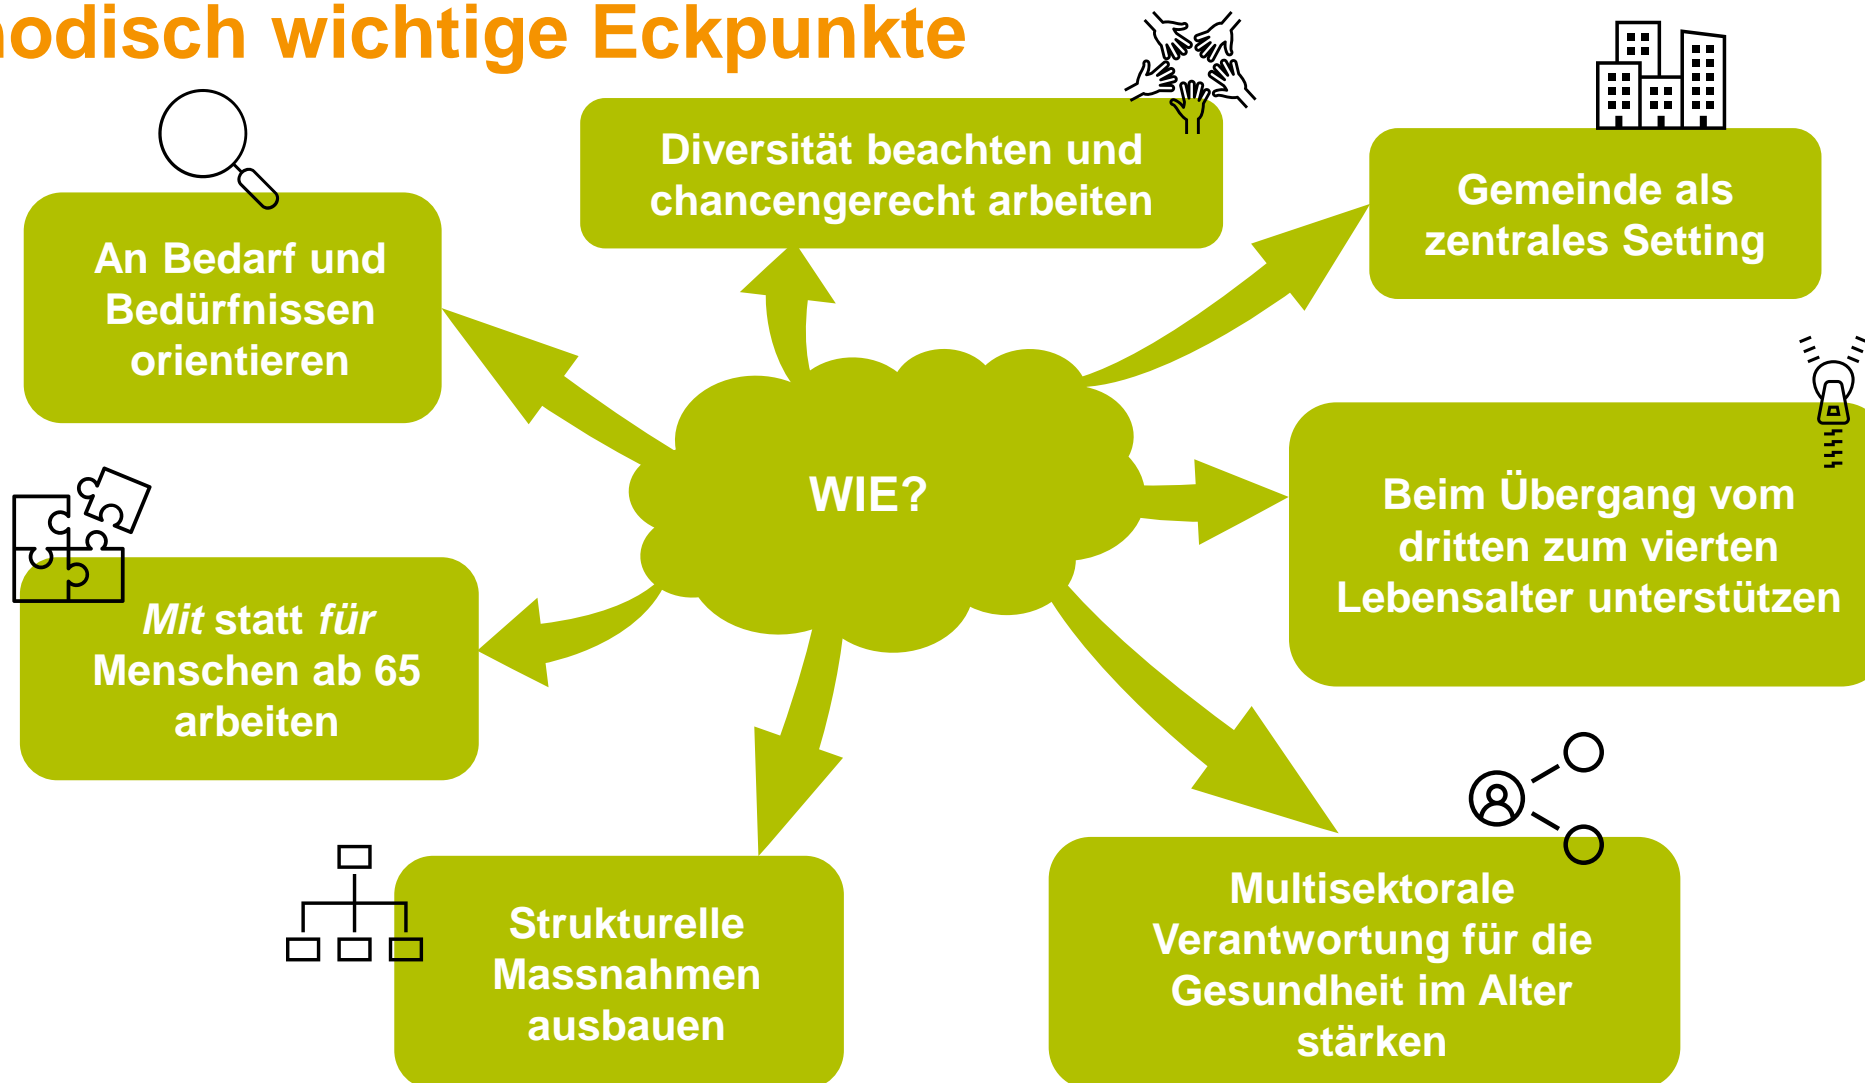 hodisch wichtige Eckpunkte
Diversität beachten und
chancengerecht arbeiten
Gemeinde als
zentrales Setting
An Bedarf und
Bedürfnissen
orientieren
WIE?
Beim Übergang vom
dritten zum vierten
Lebensalter unterstützen
Mit statt für
Menschen ab 65
arbeiten
Strukturelle
Massnahmen
ausbauen
Multisektorale
Verantwortung für die
Gesundheit im Alter
stärken